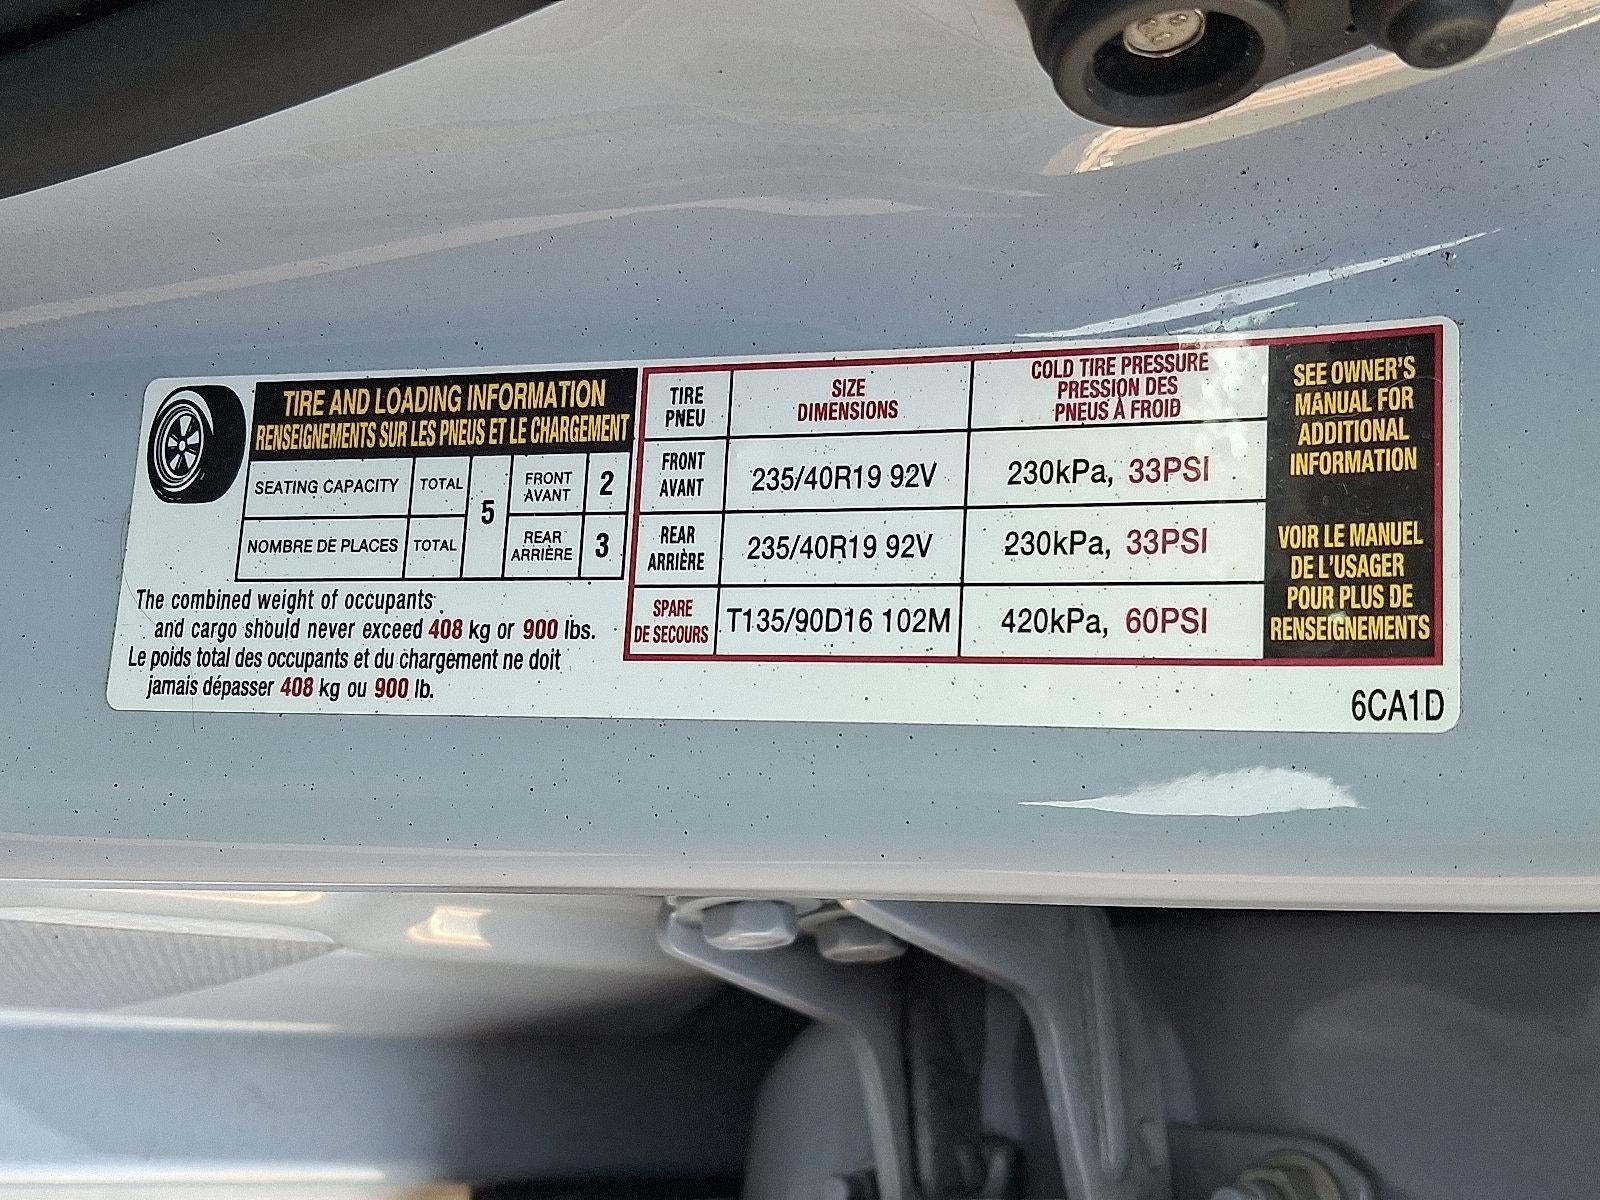 TIRE AND LOADING INFORMATION
RENSEIGNEMENTS SUR LES PNEUS ET LE CHARGEMENT
SEATING CAPACITY TOTAL 5 FRONT AVANT 2
NOMBRE DE PLACES TOTAL REAR ARRIÈRE 3
The combined weight of occupants
and cargo should never exceed 408 kg or 900 lbs.
Le poids total des occupants et du chargement ne doit
jamais dépasser 408 kg ou 900 lb.
TIRE PNEU SIZE DIMENSIONS COLD TIRE PRESSURE PRESSION DES PNEUS À FROID
FRONT AVANT 235/40R19 92V 230kPa, 33PSI
REAR ARRIÈRE 235/40R19 92V 230kPa, 33PSI
SPARE DE SECOURS T135/90D16 102M 420kPa, 60PSI
SEE OWNER'S
MANUAL FOR
ADDITIONAL
INFORMATION
VOIR LE MANUEL
DE L'USAGER
POUR PLUS DE
RENSEIGNEMENTS
6CA1D